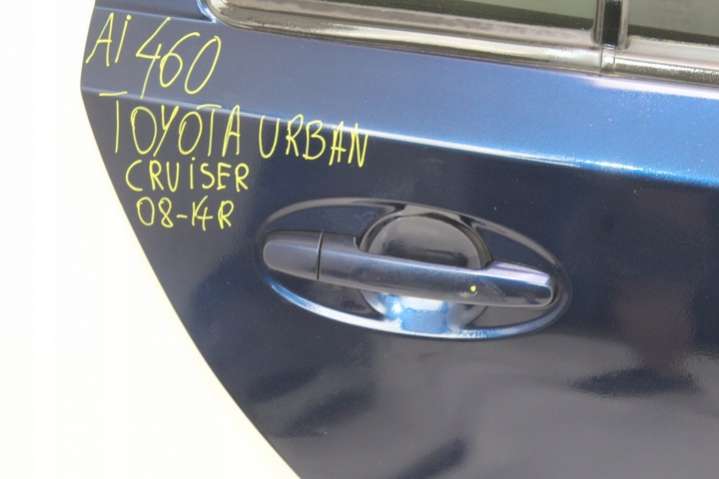 Ai 460
TOYOTA URBAN
CRUiSER
08-14R